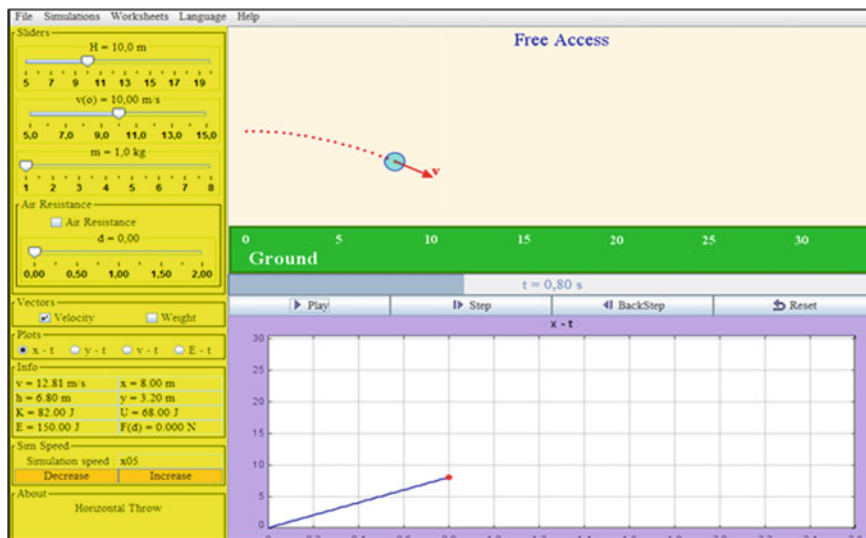 File Simulations Worksheets Language Help
Sliders
H = 10,0 m
5 7 9 11 13 15 17 19
v(o) = 10,00 m/s
5,0 7,0 9,0 11,0 13,0 15,0
m = 1,0 kg
1 2 3 4 5 6 7 8
Air Resistance
Air Resistance
d = 0,00
0,00 0,50 1,00 1,50 2,00
Vectors
Velocity Weight
Plots
x - t y - t v - t E - t
Info
v = 12.81 m/s x = 8.00 m
h = 6.80 m y = 3.20 m
K = 82.00 J U = 68.00 J
E = 150.00 J F(d) = 0.000 N
Sim Speed
Simulation speed : x05
Decrease Increase
About
Horizontal Throw
Free Access
v
0 5 10 15 20 25 30
Ground
t = 0,80 s
Play Step BackStep Reset
x - t
30
25
20
15
10
5
0